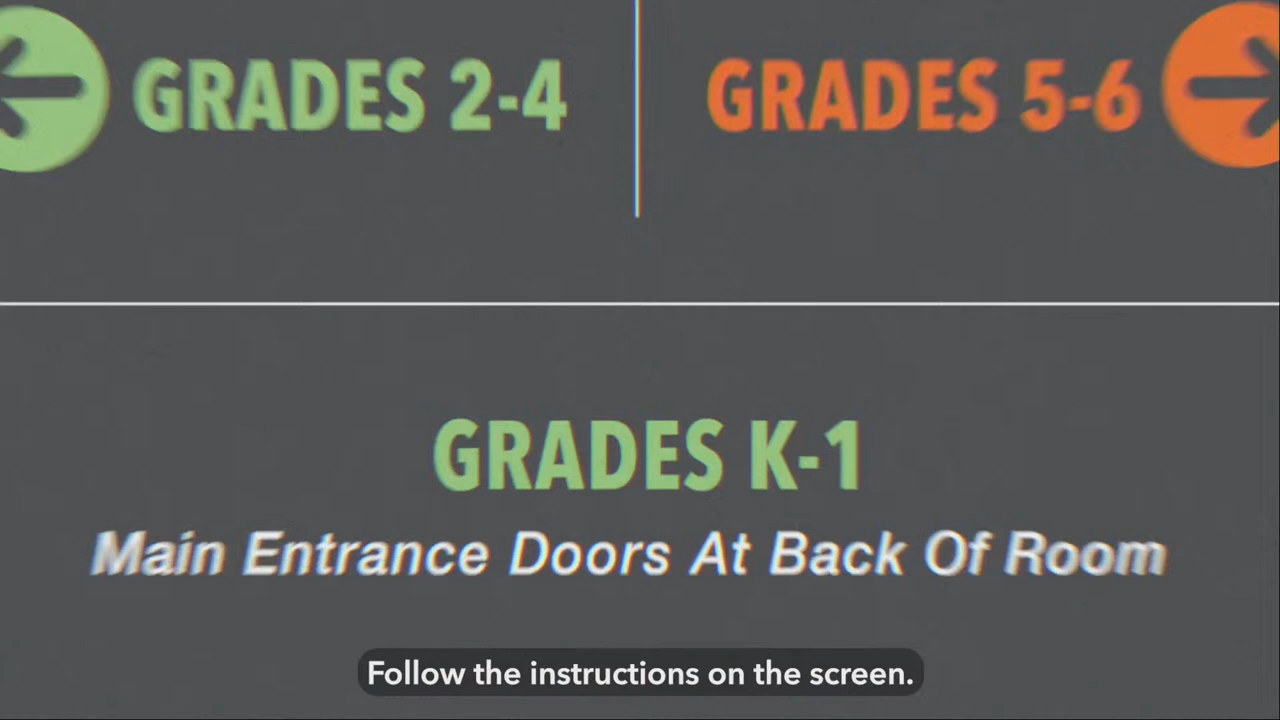 GRADES 2-4
GRADES 5-6
GRADES K-1
Main Entrance Doors At Back Of Room
Follow the instructions on the screen.